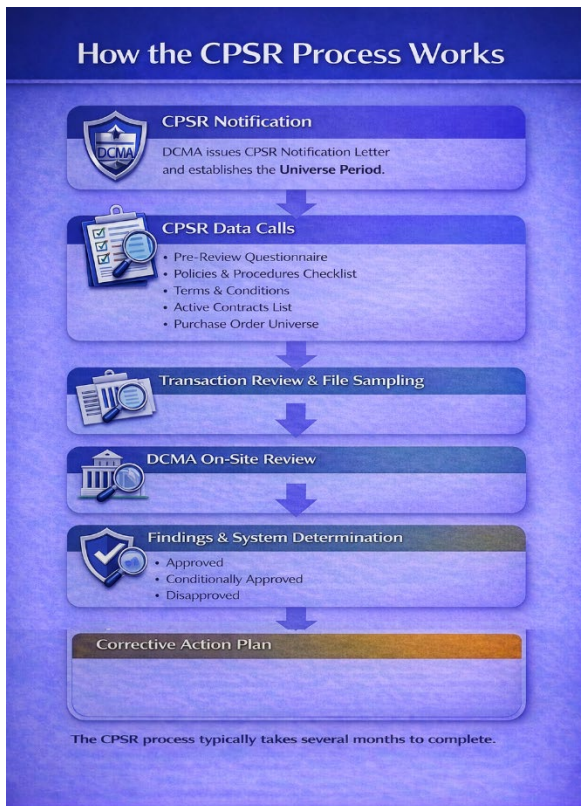 How the CPSR Process Works
CPSR Notification
DCMA
DCMA issues CPSR Notification Letter
and establishes the Universe Period.
CPSR Data Calls
• Pre-Review Questionnaire
• Policies & Procedures Checklist
• Terms & Conditions
• Active Contracts List
• Purchase Order Universe
Transaction Review & File Sampling
DCMA On-Site Review
Findings & System Determination
• Approved
• Conditionally Approved
• Disapproved
Corrective Action Plan
The CPSR process typically takes several months to complete.